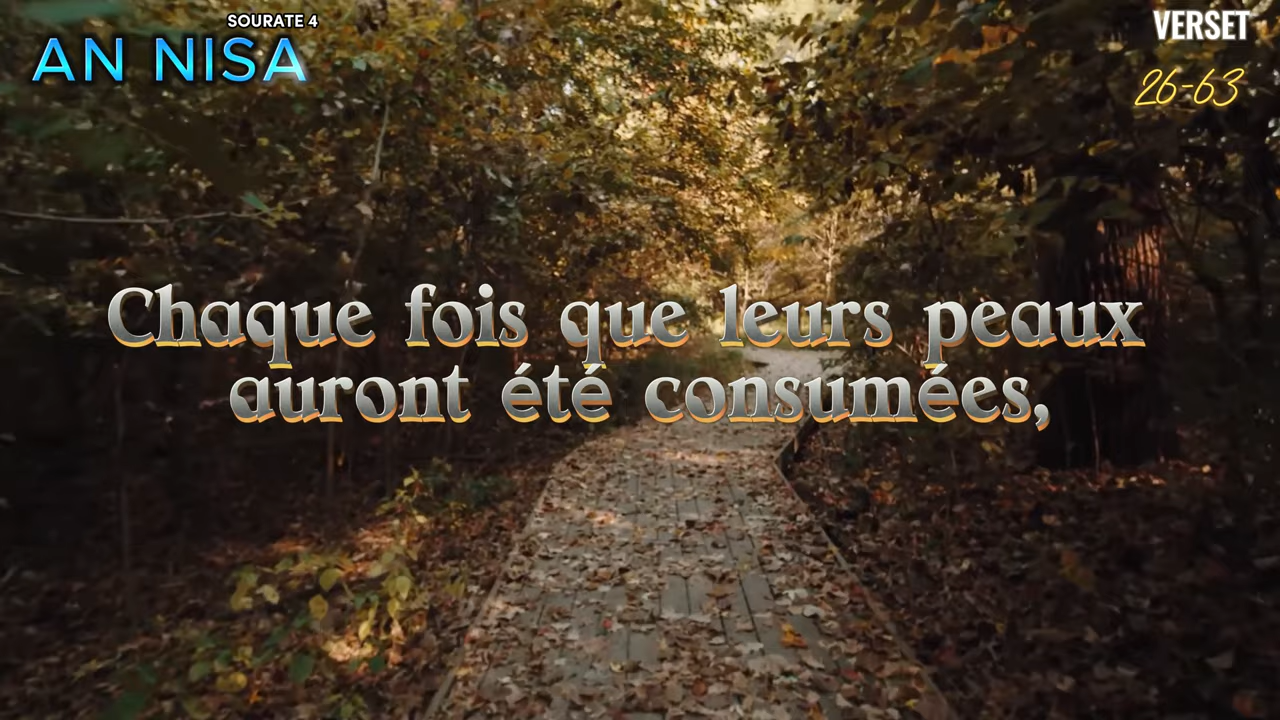 SOURATE 4
AN NISA
VERSET
26-63
Chaque fois que leurs peaux
auront été consumées,